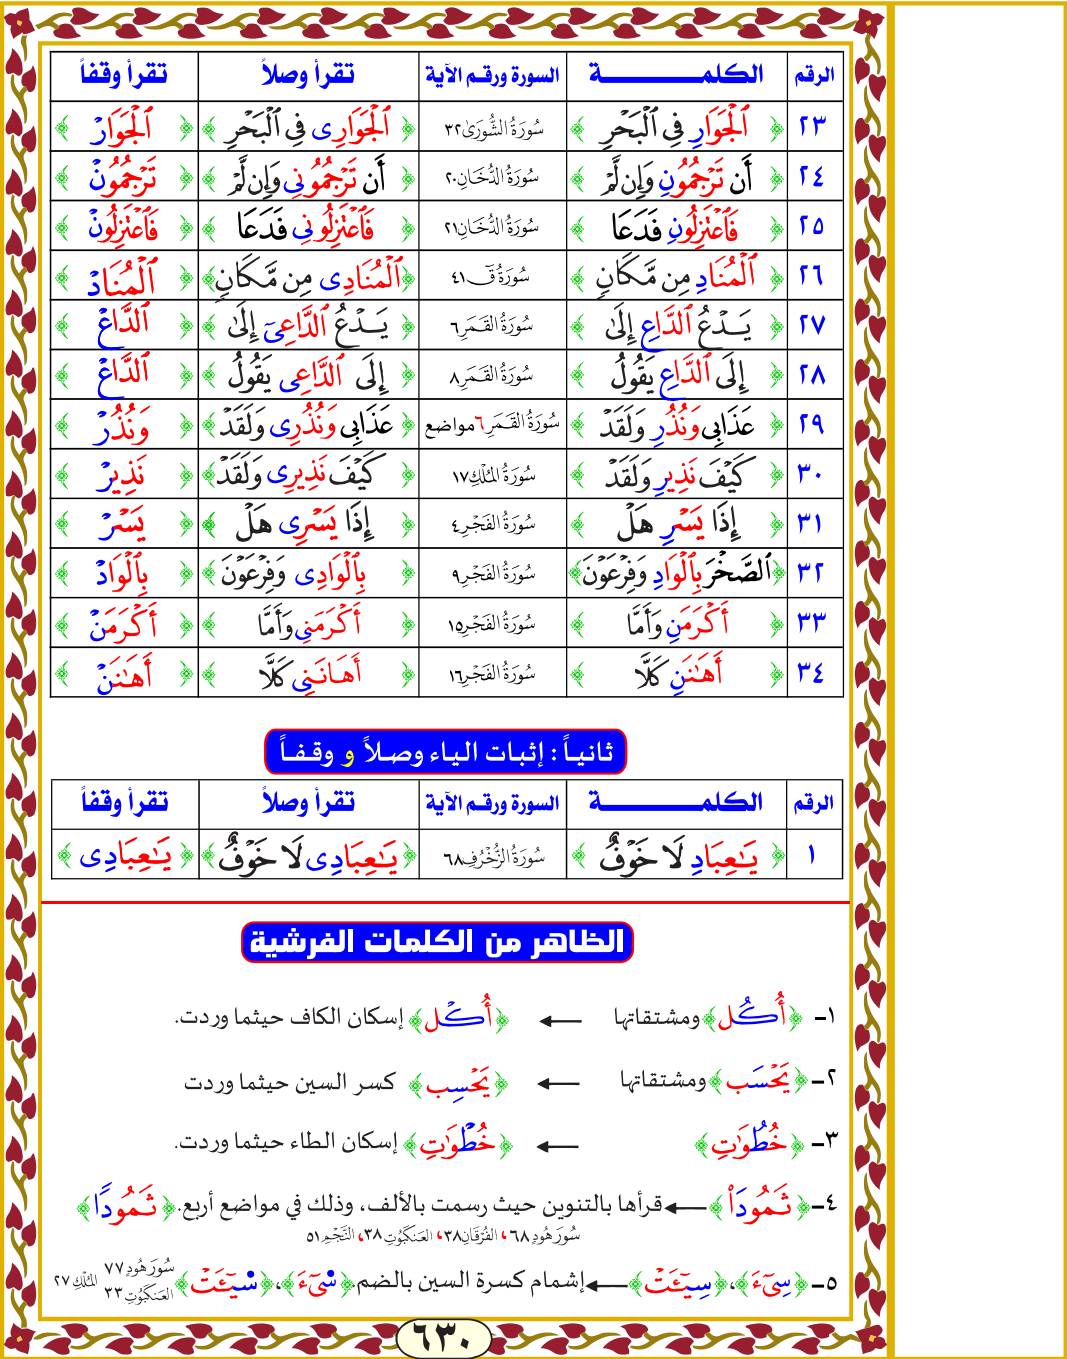 الرقم الكلمــــــــة السورة ورقم الآية تقرأ وصلاً تقرأ وقفاً
٢٣ ﴿ ٱلْجَوَارِ فِي ٱلْبَحْرِ ﴾ سُورَةُ الشُّورَىٰ ٣٢ ﴿ ٱلْجَوَارِى فِي ٱلْبَحْرِ ﴾ ﴿ ٱلْجَوَارْ ﴾
٢٤ ﴿ أَن تَرْجُمُونِ وَإِن لَّمْ ﴾ سُورَةُ الدُّخَانِ ٢٠ ﴿ أَن تَرْجُمُونِى وَإِن لَّمْ ﴾ ﴿ تَرْجُمُونْ ﴾
٢٥ ﴿ فَٱعْتَزِلُونِ فَدَعَا ﴾ سُورَةُ الدُّخَانِ ٢١ ﴿ فَٱعْتَزِلُونِى فَدَعَا ﴾ ﴿ فَٱعْتَزِلُونْ ﴾
٢٦ ﴿ ٱلْمُنَادِ مِن مَّكَانٍ ﴾ سُورَةُ قٓ ٤١ ﴿ ٱلْمُنَادِى مِن مَّكَانٍ ﴾ ﴿ ٱلْمُنَادْ ﴾
٢٧ ﴿ يَدْعُ ٱلدَّاعِ إِلَىٰ ﴾ سُورَةُ القَمَرِ ٦ ﴿ يَدْعُ ٱلدَّاعِىٓ إِلَىٰ ﴾ ﴿ ٱلدَّاعْ ﴾
٢٨ ﴿ إِلَى ٱلدَّاعِ يَقُولُ ﴾ سُورَةُ القَمَرِ ٨ ﴿ إِلَى ٱلدَّاعِى يَقُولُ ﴾ ﴿ ٱلدَّاعْ ﴾
٢٩ ﴿ عَذَابِى وَنُذُرِ وَلَقَدْ ﴾ سُورَةُ القَمَرِ ٦ مواضع ﴿ عَذَابِى وَنُذُرِى وَلَقَدْ ﴾ ﴿ وَنُذُرْ ﴾
٣٠ ﴿ كَيْفَ نَذِيرِ وَلَقَدْ ﴾ سُورَةُ المُلْكِ ١٧ ﴿ كَيْفَ نَذِيرِى وَلَقَدْ ﴾ ﴿ نَذِيرْ ﴾
٣١ ﴿ إِذَا يَسْرِ هَلْ ﴾ سُورَةُ الفَجْرِ ٤ ﴿ إِذَا يَسْرِى هَلْ ﴾ ﴿ يَسْرْ ﴾
٣٢ ﴿ ٱلصَّخْرَ بِٱلْوَادِ وَفِرْعَوْنَ ﴾ سُورَةُ الفَجْرِ ٩ ﴿ بِٱلْوَادِى وَفِرْعَوْنَ ﴾ ﴿ بِٱلْوَادْ ﴾
٣٣ ﴿ أَكْرَمَنِ وَأَمَّا ﴾ سُورَةُ الفَجْرِ ١٥ ﴿ أَكْرَمَنِى وَأَمَّا ﴾ ﴿ أَكْرَمَنْ ﴾
٣٤ ﴿ أَهَٰنَنِ كَلَّا ﴾ سُورَةُ الفَجْرِ ١٦ ﴿ أَهَانَنِى كَلَّا ﴾ ﴿ أَهَٰنَنْ ﴾
ثانياً : إثبات الياء وصلاً و وقفاً
الرقم الكلمــــــــة السورة ورقم الآية تقرأ وصلاً تقرأ وقفاً
١ ﴿ يَٰعِبَادِ لَا خَوْفٌ ﴾ سُورَةُ الزُّخْرُفِ ٦٨ ﴿ يَٰعِبَادِى لَا خَوْفٌ ﴾ ﴿ يَٰعِبَادِى ﴾
الظاهر من الكلمات الفرشية
١- ﴿ أُكُل ﴾ ومشتقاتها ← ﴿ أُكْل ﴾ إسكان الكاف حيثما وردت.
٢- ﴿ يَحْسَب ﴾ ومشتقاتها ← ﴿ يَحْسِب ﴾ كسر السين حيثما وردت
٣- ﴿ خُطُوَٰتِ ﴾ ← ﴿ خُطْوَٰتِ ﴾ إسكان الطاء حيثما وردت.
٤- ﴿ ثَمُودَا۟ ﴾ ← قرأها بالتنوين حيث رسمت بالألف، وذلك في مواضع أربع. ﴿ ثَمُودًا ﴾
سُورَ هُودٍ ٦٨، الفُرْقَانِ ٣٨، العَنكَبُوتِ ٣٨، النَّجْمِ ٥١
٥- ﴿ سِىٓءَ ﴾، ﴿ سِيٓـَٔتْ ﴾ ← إشمام كسرة السين بالضم. ﴿ سْىٓءَ ﴾، ﴿ سْيٓـَٔتْ ﴾ سُورَ هُودٍ ٧٧ العَنكَبُوتِ ٣٣ المُلْكِ ٢٧
٦٣٠